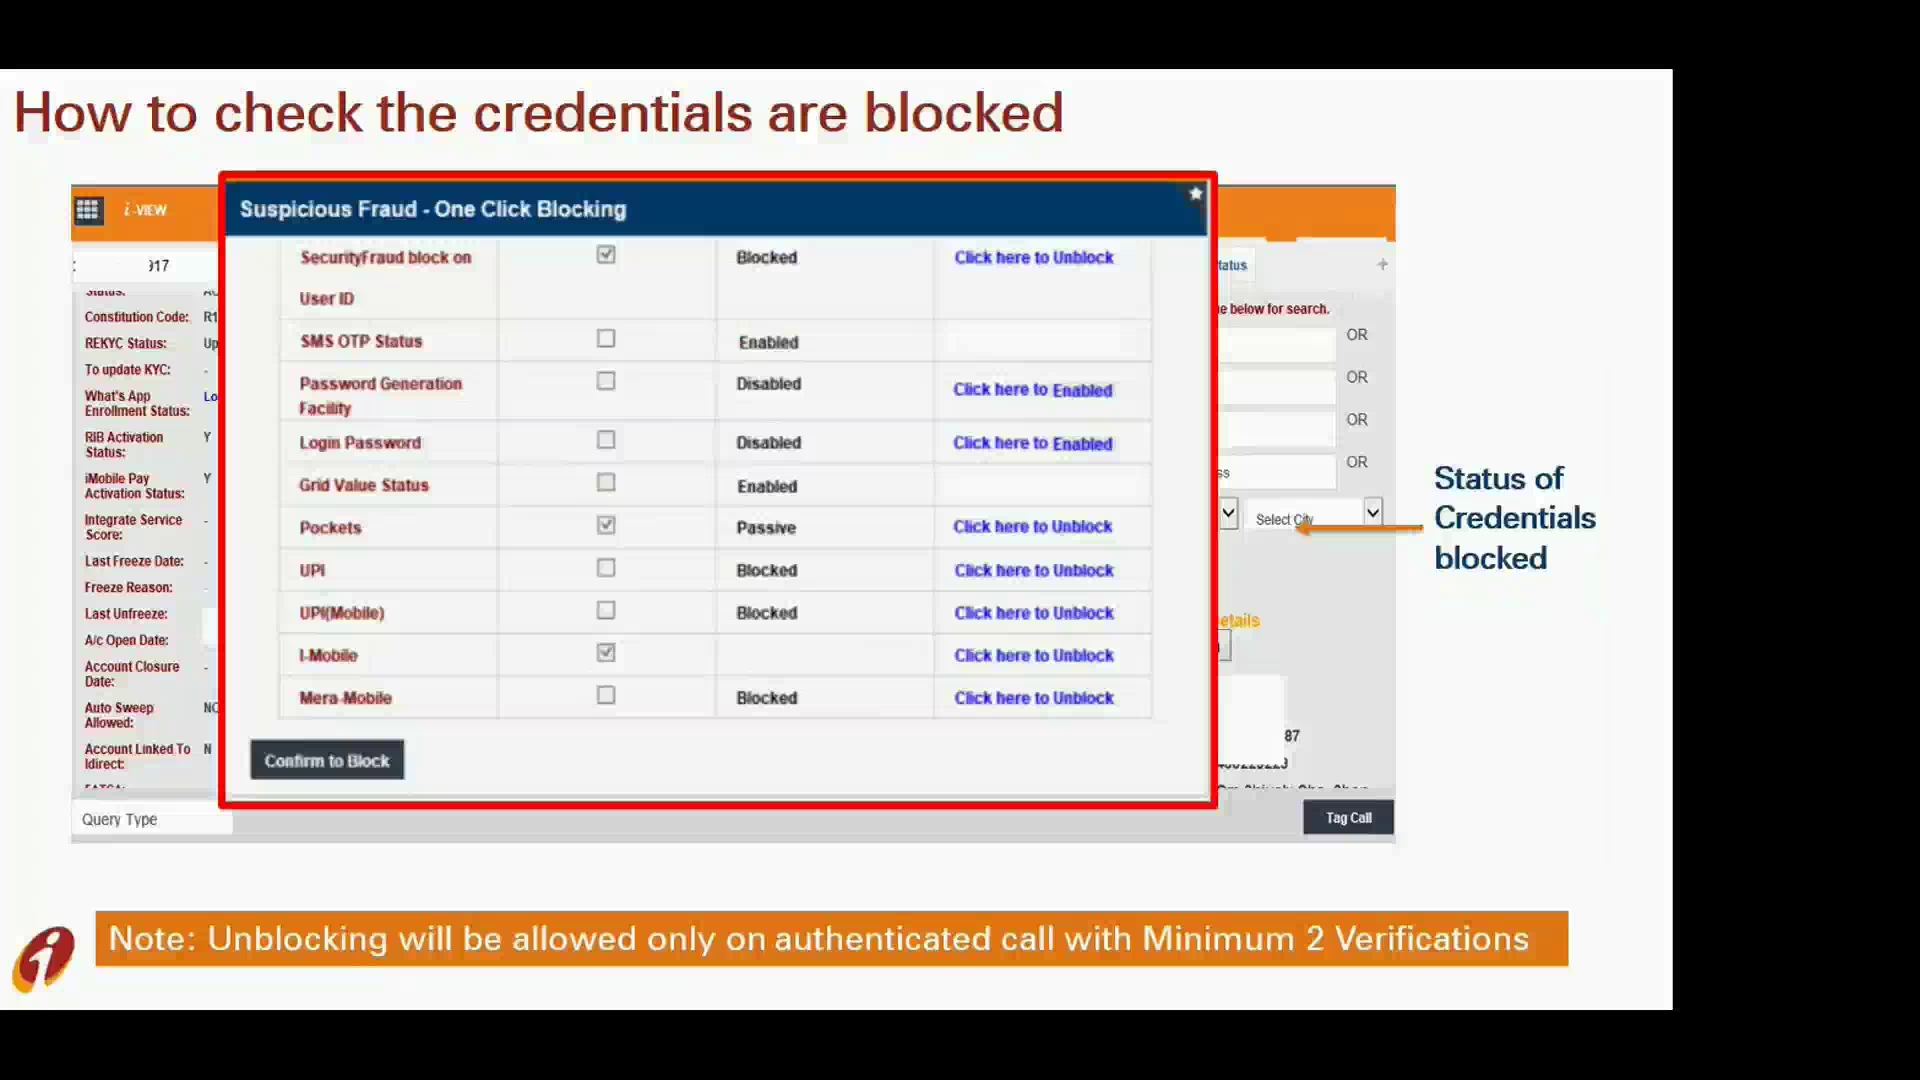 How to check the credentials are blocked
i-VIEW
917
Status:
Constitution Code: R1
REKYC Status: Up
To update KYC: -
What's App Lo
Enrollment Status:
RIB Activation Y
Status:
iMobile Pay Y
Activation Status:
Integrate Service -
Score:
Last Freeze Date: -
Freeze Reason: -
Last Unfreeze:
A/c Open Date:
Account Closure -
Date:
Auto Sweep NO
Allowed:
Account Linked To N
Idirect:
Query Type
Suspicious Fraud - One Click Blocking
SecurityFraud block on Blocked Click here to Unblock
User ID
SMS OTP Status Enabled
Password Generation Disabled Click here to Enabled
Facility
Login Password Disabled Click here to Enabled
Grid Value Status Enabled
Pockets Passive Click here to Unblock
UPI Blocked Click here to Unblock
UPI(Mobile) Blocked Click here to Unblock
I-Mobile Click here to Unblock
Mera-Mobile Blocked Click here to Unblock
Confirm to Block
tatus +
e below for search.
OR
OR
OR
ss OR
Select City
etails
87
Tag Call
Status of
Credentials
blocked
Note: Unblocking will be allowed only on authenticated call with Minimum 2 Verifications